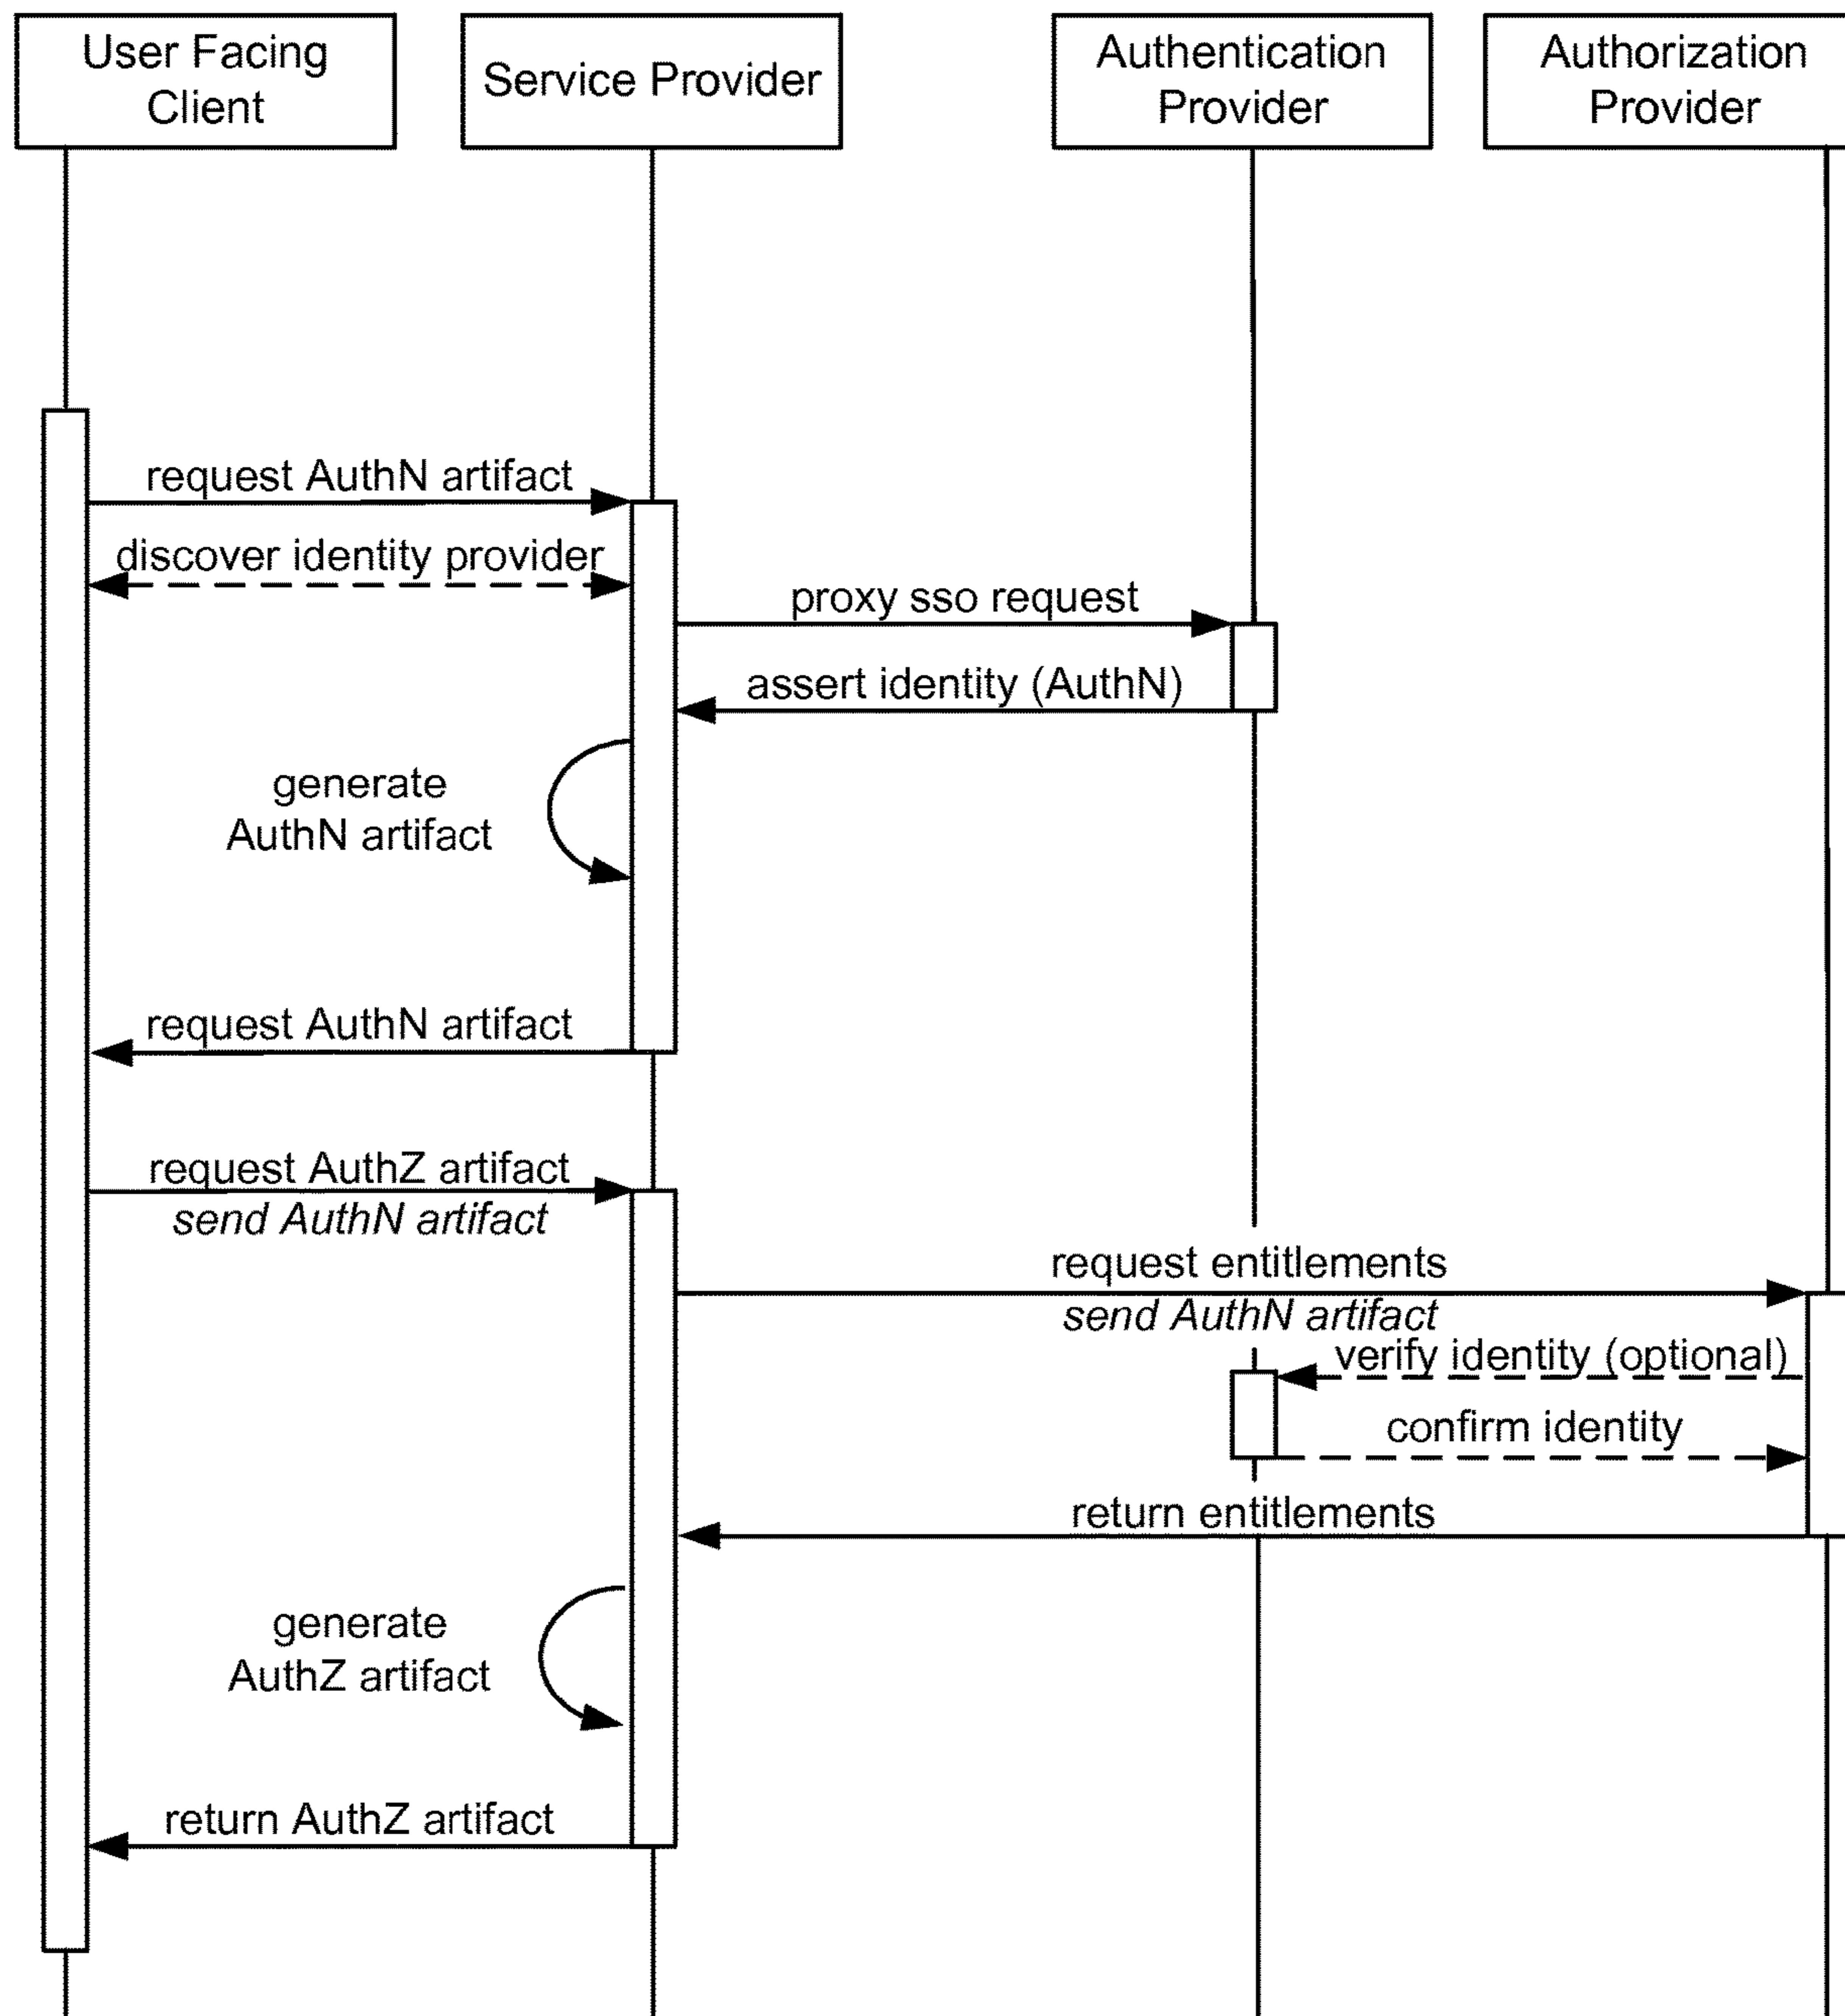 User Facing
Client
Service Provider
Authentication
Provider
Authorization
Provider
request AuthN artifact
discover identity provider
proxy sso request
assert identity (AuthN)
generate
AuthN artifact
request AuthN artifact
request AuthZ artifact
send AuthN artifact
request entitlements
send AuthN artifact
verify identity (optional)
confirm identity
return entitlements
generate
AuthZ artifact
return AuthZ artifact